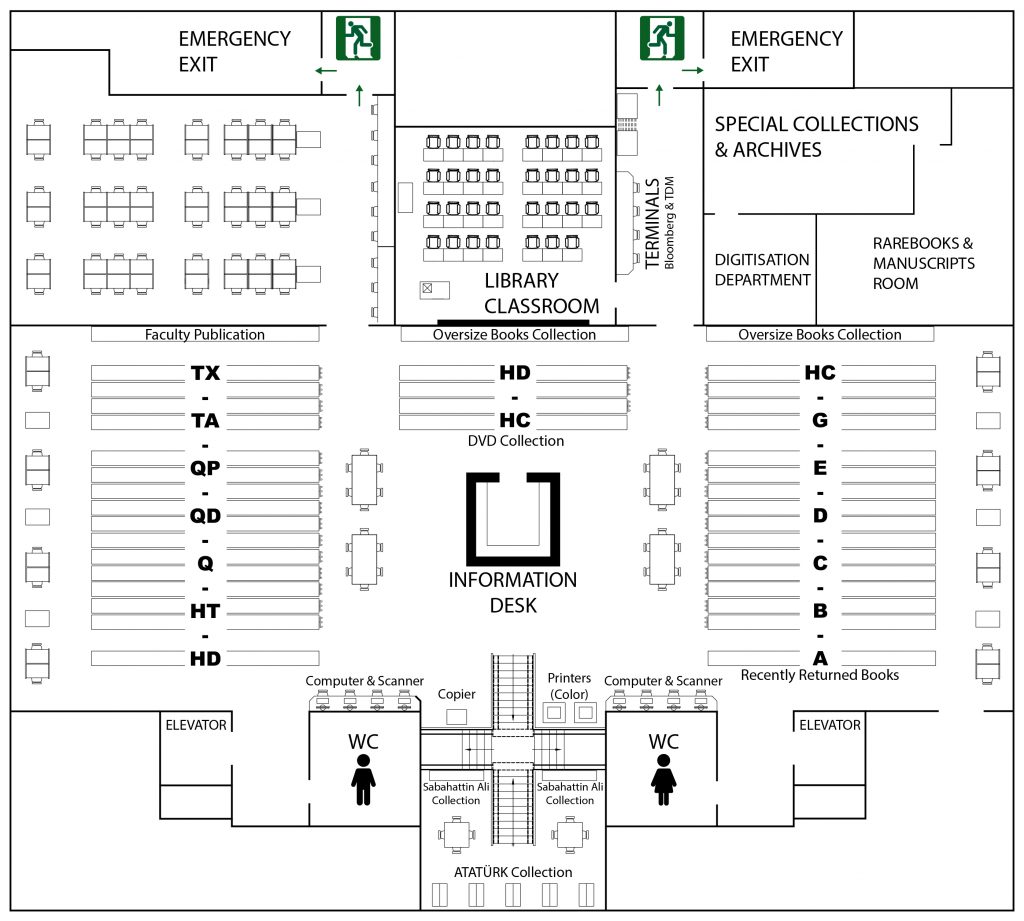 EMERGENCY
EXIT
EMERGENCY
EXIT
SPECIAL COLLECTIONS
& ARCHIVES
TERMINALS
Bloomberg & TDM
DIGITISATION
DEPARTMENT
RAREBOOKS &
MANUSCRIPTS
ROOM
LIBRARY
CLASSROOM
Faculty Publication
Oversize Books Collection
Oversize Books Collection
TX
-
TA
-
QP
-
QD
-
Q
-
HT
-
HD
HD
-
HC
DVD Collection
HC
-
G
-
E
-
D
-
C
-
B
-
A
Recently Returned Books
INFORMATION
DESK
Computer & Scanner
Copier
Printers
(Color)
Computer & Scanner
ELEVATOR
WC
WC
ELEVATOR
Sabahattin Ali
Collection
Sabahattin Ali
Collection
ATATÜRK Collection